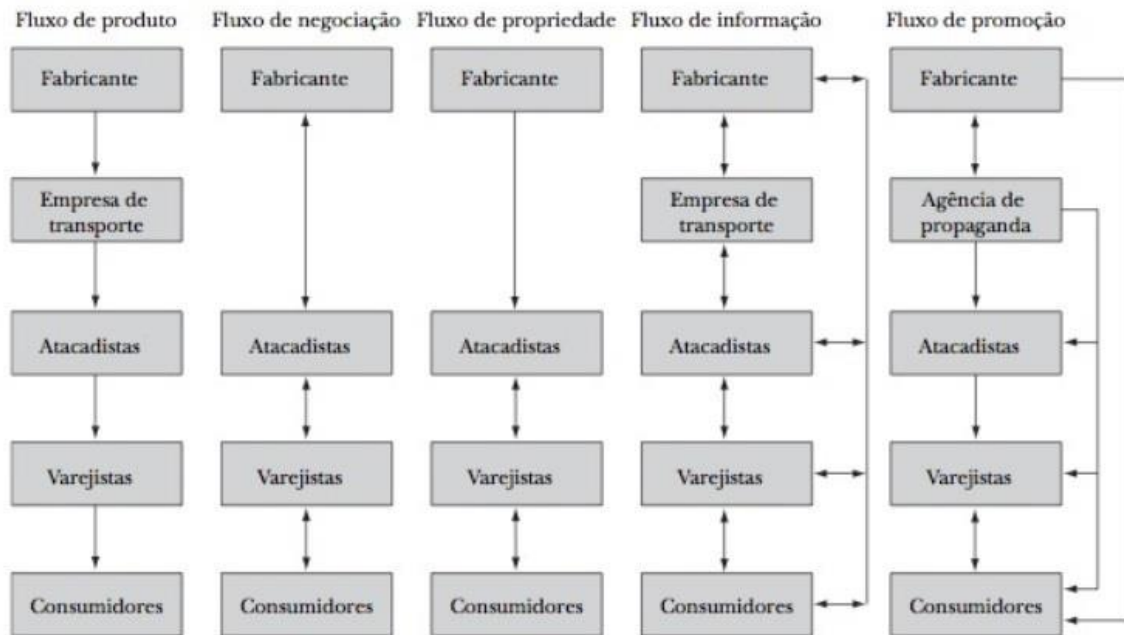 Fluxo de produto
Fluxo de negociação
Fluxo de propriedade
Fluxo de informação
Fluxo de promoção
Fabricante
Fabricante
Fabricante
Fabricante
Fabricante
Empresa de
transporte
Empresa de
transporte
Agência de
propaganda
Atacadistas
Atacadistas
Atacadistas
Atacadistas
Atacadistas
Varejistas
Varejistas
Varejistas
Varejistas
Varejistas
Consumidores
Consumidores
Consumidores
Consumidores
Consumidores